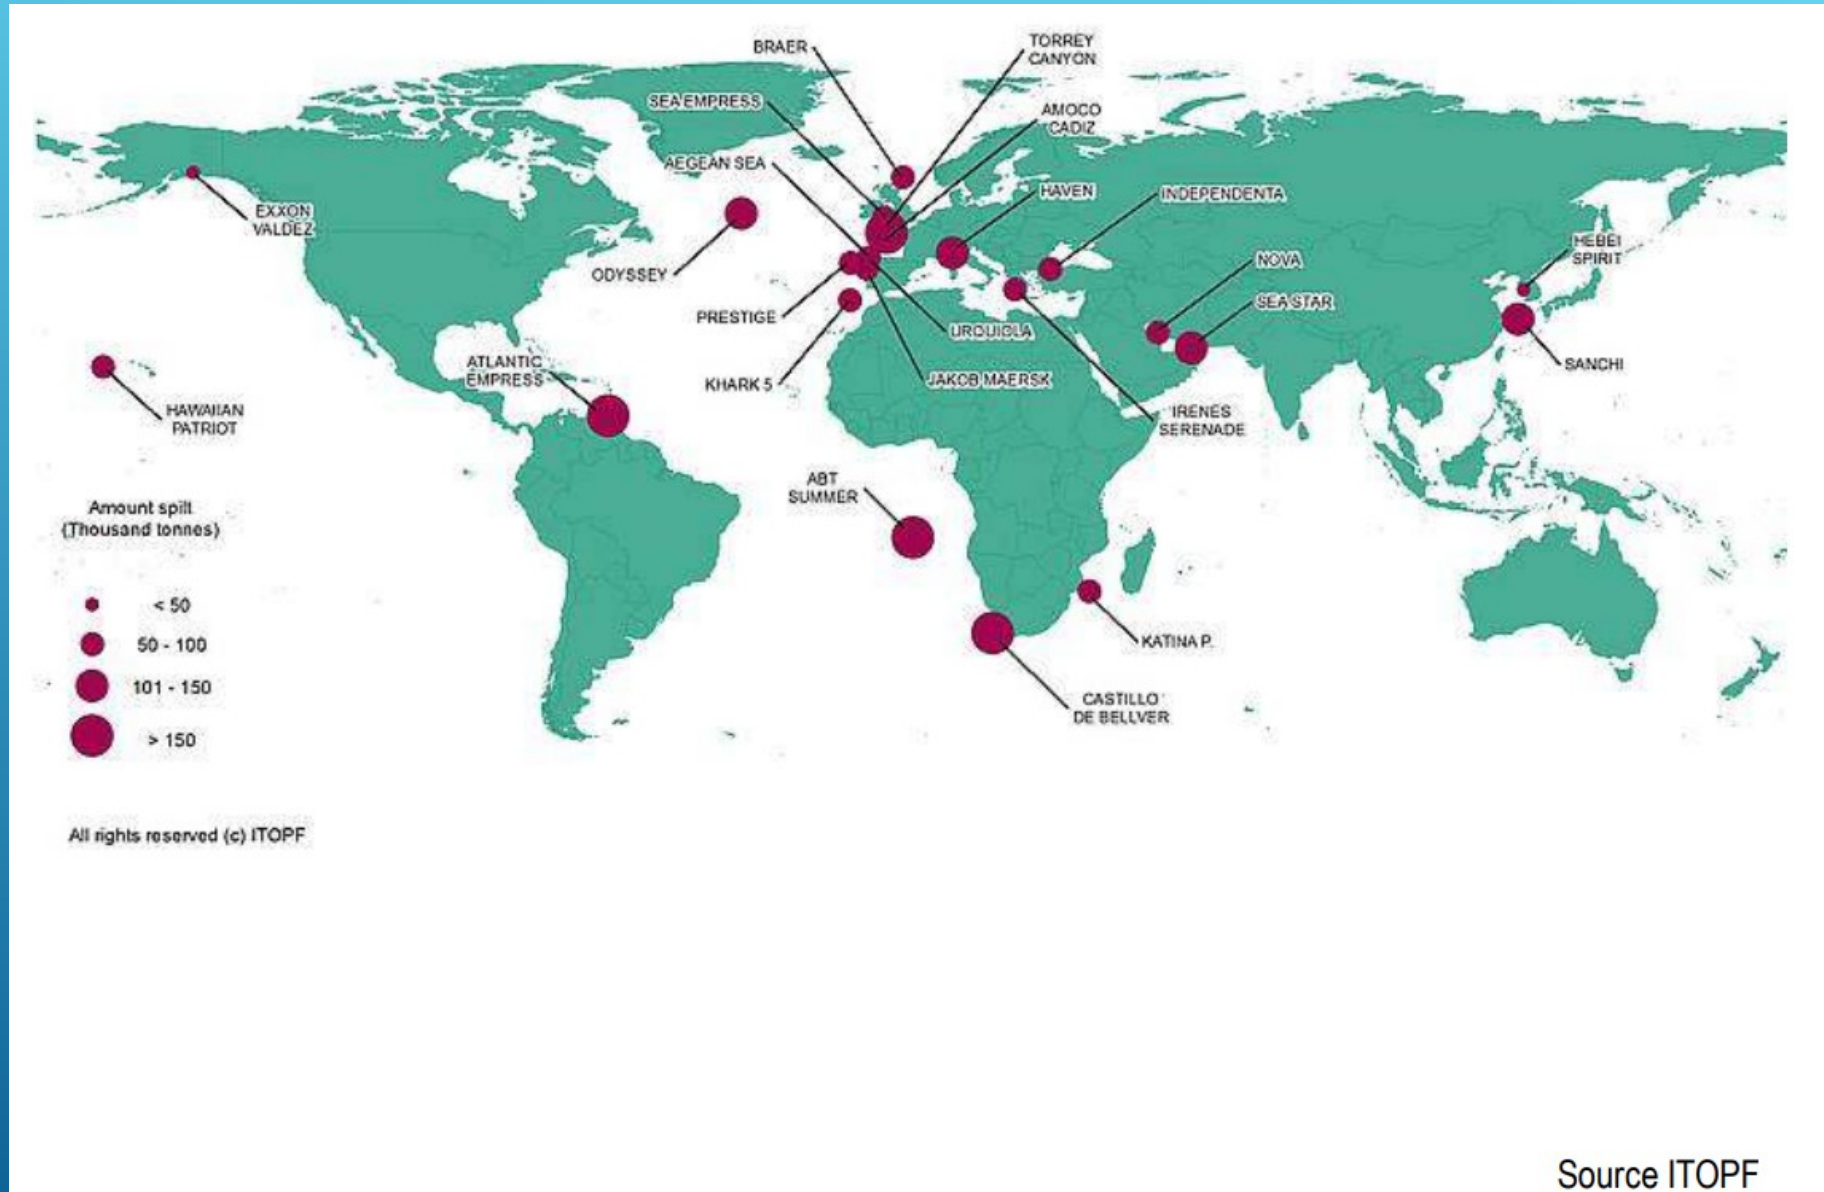 BRAER
TORREY
CANYON
SEA EMPRESS
AMOCO
CADIZ
AEGEAN SEA
HAVEN
INDEPENDENTA
EXXON
VALDEZ
ODYSSEY
HEBEI
SPIRIT
NOVA
SEA STAR
PRESTIGE
URQUIOLA
ATLANTIC
EMPRESS
KHARK 5
JAKOB MAERSK
SANCHI
HAWAIIAN
PATRIOT
IRENES
SERENADE
ABT
SUMMER
Amount spilt
(Thousand tonnes)
< 50
50 - 100
101 - 150
> 150
KATINA P.
CASTILLO
DE BELLVER
All rights reserved (c) ITOPF
Source ITOPF